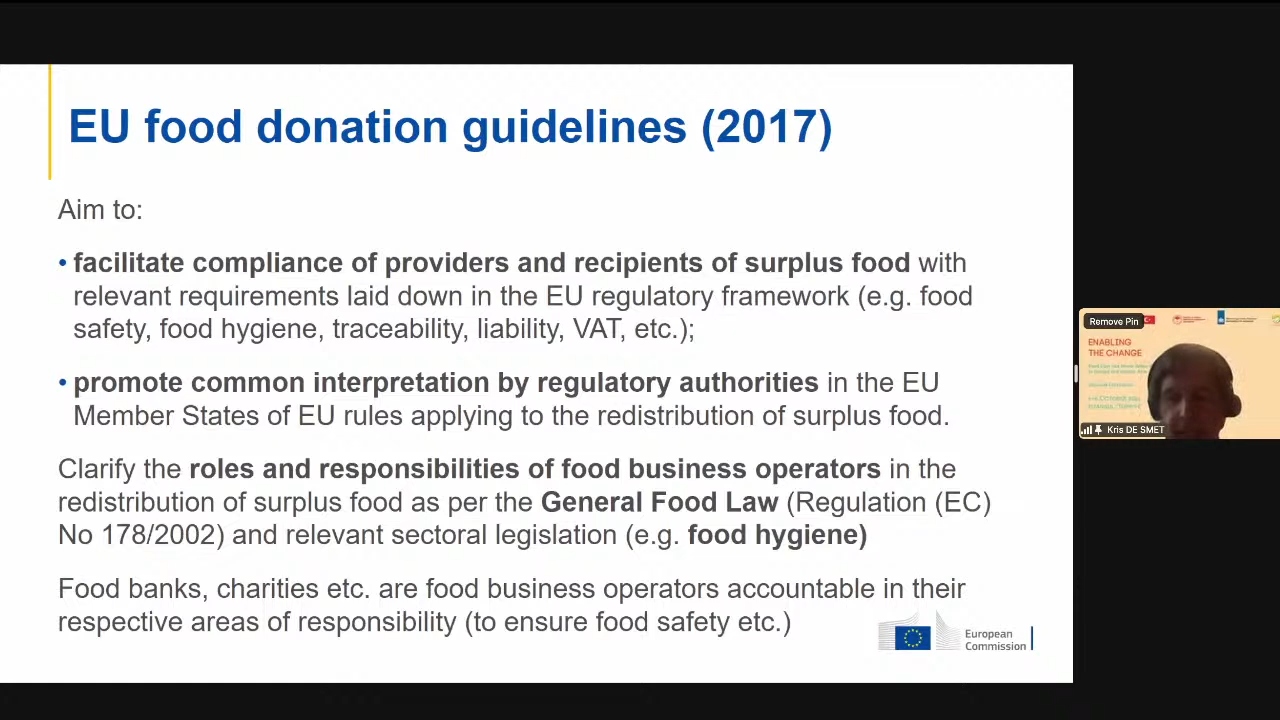 EU food donation guidelines (2017)
Aim to:
• facilitate compliance of providers and recipients of surplus food with
relevant requirements laid down in the EU regulatory framework (e.g. food
safety, food hygiene, traceability, liability, VAT, etc.);
• promote common interpretation by regulatory authorities in the EU
Member States of EU rules applying to the redistribution of surplus food.
Clarify the roles and responsibilities of food business operators in the
redistribution of surplus food as per the General Food Law (Regulation (EC)
No 178/2002) and relevant sectoral legislation (e.g. food hygiene)
Food banks, charities etc. are food business operators accountable in their
respective areas of responsibility (to ensure food safety etc.)
European
Commission
Remove Pin
ENABLING
THE CHANGE
Kris DE SMET